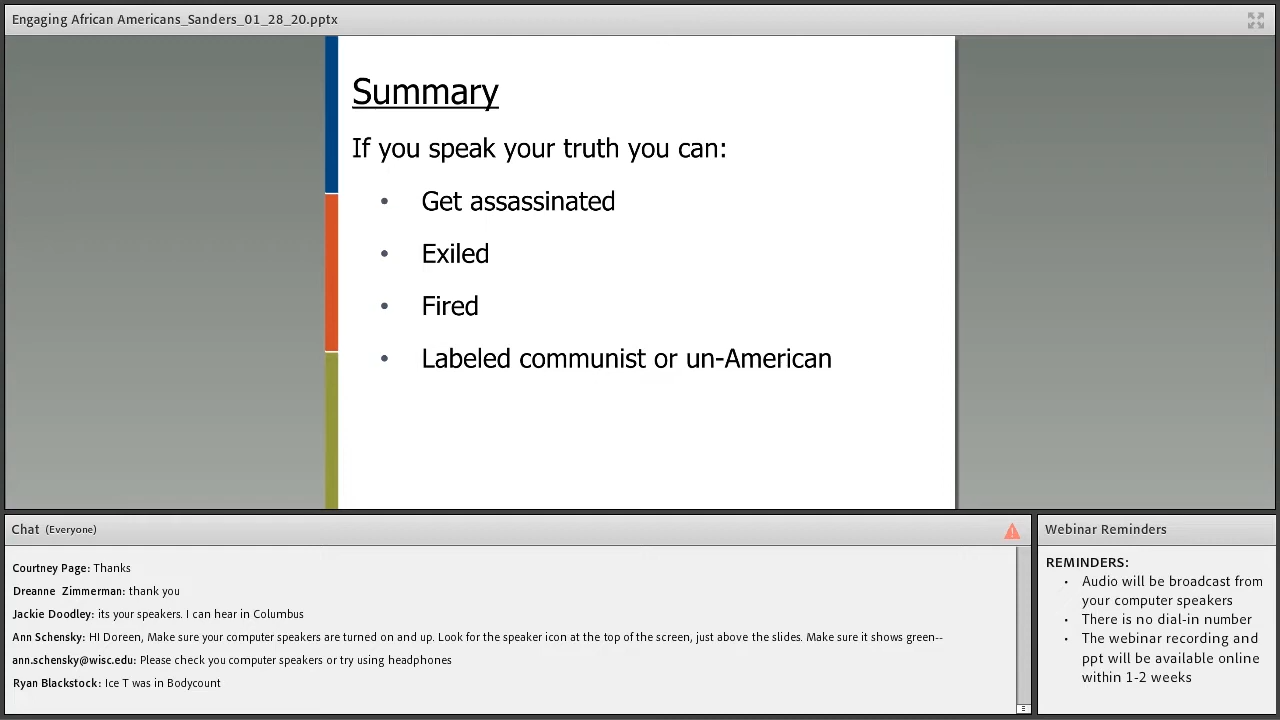 Engaging African Americans_Sanders_01_28_20.pptx
Summary
If you speak your truth you can:
• Get assassinated
• Exiled
• Fired
• Labeled communist or un-American
Chat (Everyone)
Courtney Page: Thanks
Dreanne  Zimmerman: thank you
Jackie Doodley: its your speakers. I can hear in Columbus
Ann Schensky: HI Doreen, Make sure your computer speakers are turned on and up. Look for the speaker icon at the top of the screen, just above the slides. Make sure it shows green--
ann.schensky@wisc.edu: Please check you computer speakers or try using headphones
Ryan Blackstock: Ice T was in Bodycount
Webinar Reminders
REMINDERS:
• Audio will be broadcast from
your computer speakers
• There is no dial-in number
• The webinar recording and
ppt will be available online
within 1-2 weeks